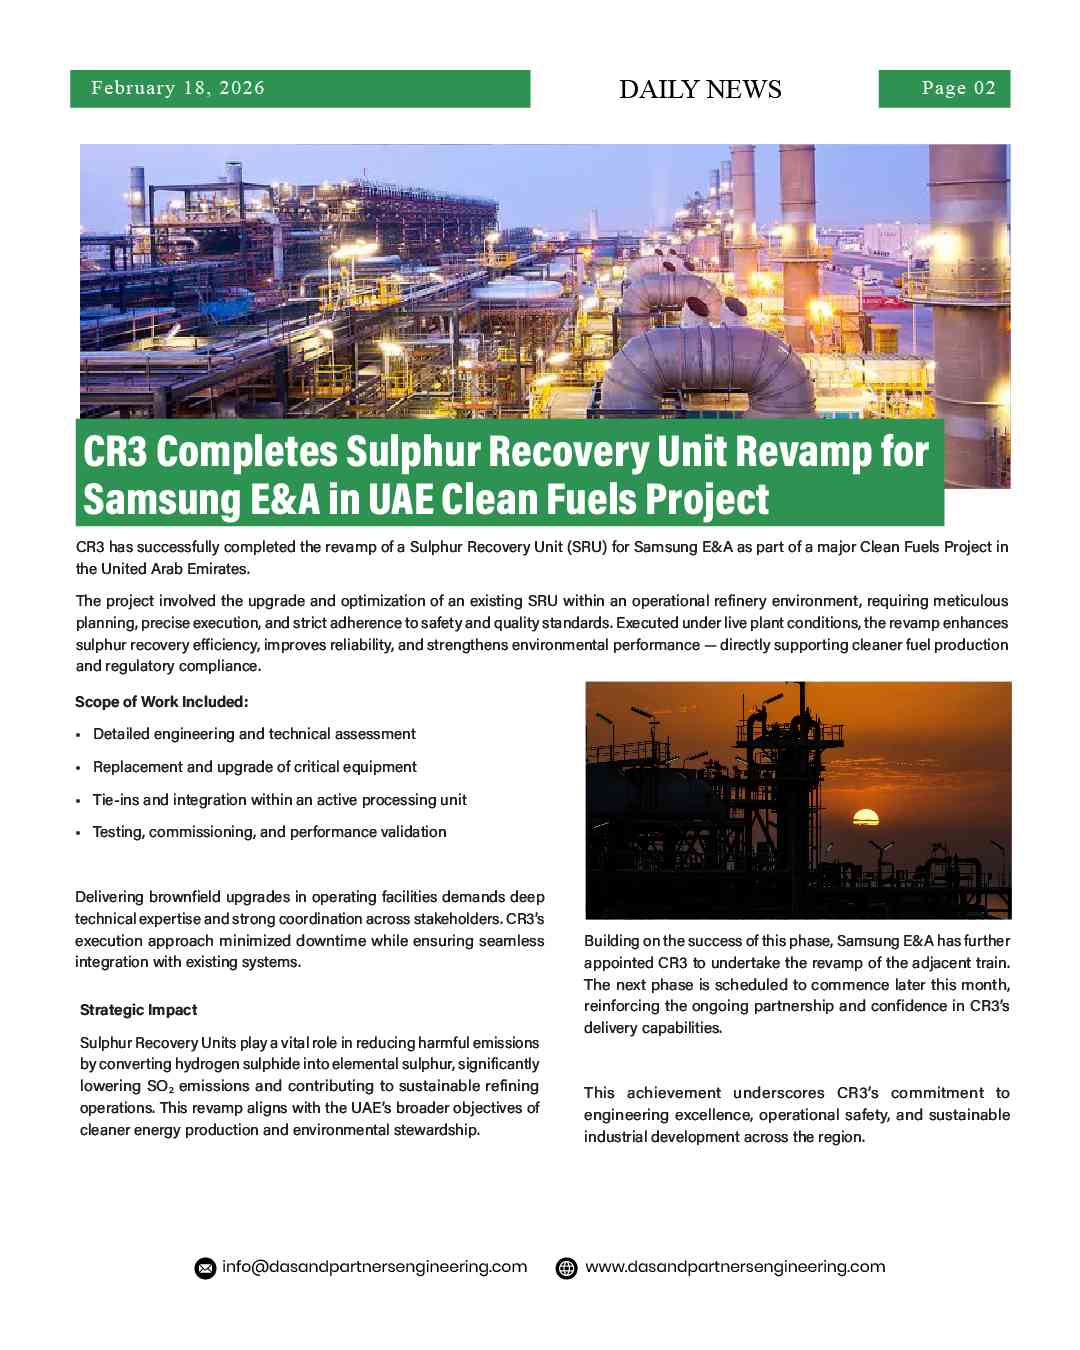 February 18, 2026
DAILY NEWS
Page 02
CR3 Completes Sulphur Recovery Unit Revamp for
Samsung E&A in UAE Clean Fuels Project
CR3 has successfully completed the revamp of a Sulphur Recovery Unit (SRU) for Samsung E&A as part of a major Clean Fuels Project in
the United Arab Emirates.
The project involved the upgrade and optimization of an existing SRU within an operational refinery environment, requiring meticulous
planning, precise execution, and strict adherence to safety and quality standards. Executed under live plant conditions, the revamp enhances
sulphur recovery efficiency, improves reliability, and strengthens environmental performance — directly supporting cleaner fuel production
and regulatory compliance.
Scope of Work Included:
• Detailed engineering and technical assessment
• Replacement and upgrade of critical equipment
• Tie-ins and integration within an active processing unit
• Testing, commissioning, and performance validation
Delivering brownfield upgrades in operating facilities demands deep
technical expertise and strong coordination across stakeholders. CR3's
execution approach minimized downtime while ensuring seamless
integration with existing systems.
Strategic Impact
Sulphur Recovery Units play a vital role in reducing harmful emissions
by converting hydrogen sulphide into elemental sulphur, significantly
lowering SO₂ emissions and contributing to sustainable refining
operations. This revamp aligns with the UAE's broader objectives of
cleaner energy production and environmental stewardship.
Building on the success of this phase, Samsung E&A has further
appointed CR3 to undertake the revamp of the adjacent train.
The next phase is scheduled to commence later this month,
reinforcing the ongoing partnership and confidence in CR3's
delivery capabilities.
This achievement underscores CR3's commitment to
engineering excellence, operational safety, and sustainable
industrial development across the region.
info@dasandpartnersengineering.com
www.dasandpartnersengineering.com